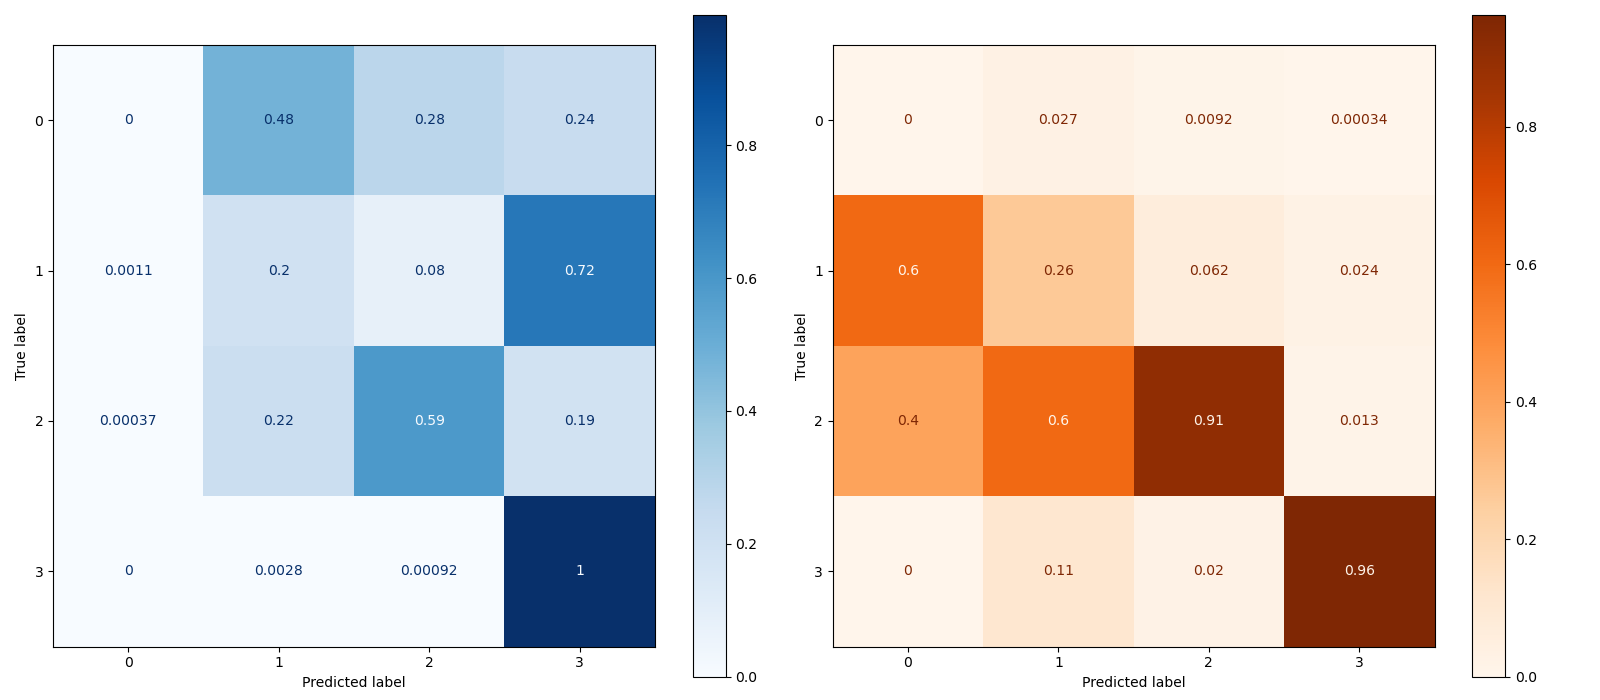 0 0 0.48 0.28 0.24
1 0.0011 0.2 0.08 0.72
2 0.00037 0.22 0.59 0.19
3 0 0.0028 0.00092 1
0 1 2 3
True label
Predicted label
0.8
0.6
0.4
0.2
0.0
0 0 0.027 0.0092 0.00034
1 0.6 0.26 0.062 0.024
2 0.4 0.6 0.91 0.013
3 0 0.11 0.02 0.96
0 1 2 3
True label
Predicted label
0.8
0.6
0.4
0.2
0.0